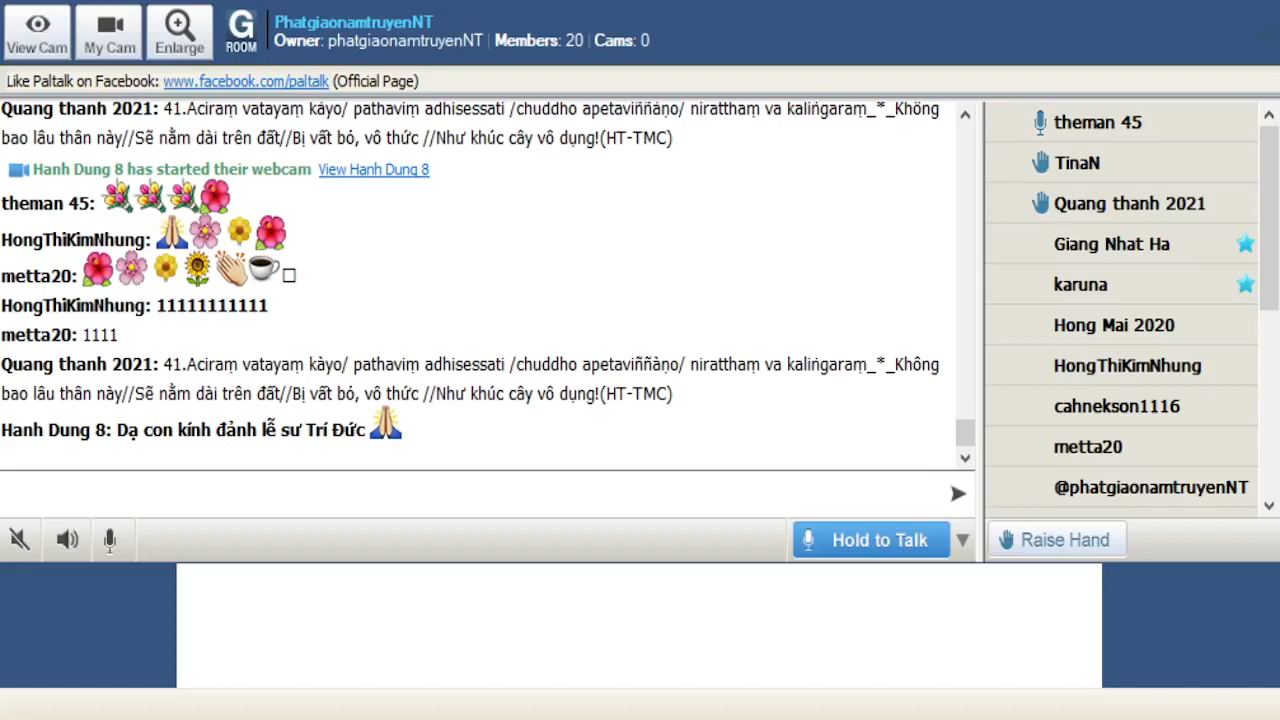 View Cam
My Cam
Enlarge
G
ROOM
PhatgiaonamtruyenNT
Owner: phatgiaonamtruyenNT | Members: 20 | Cams: 0
Like Paltalk on Facebook: www.facebook.com/paltalk (Official Page)
Quang thanh 2021: 41.Aciraṃ vatayaṃ kàyo/ pathaviṃ adhisessati /chuddho apetaviññàṇo/ niratthaṃ va kaliṅgaraṃ_*_Không
bao lâu thân này//Sẽ nằm dài trên đất//Bị vất bỏ, vô thức //Như khúc cây vô dụng!(HT-TMC)
Hanh Dung 8 has started their webcam View Hanh Dung 8
theman 45:
HongThiKimNhung:
metta20:
HongThiKimNhung: 11111111111
metta20: 1111
Quang thanh 2021: 41.Aciraṃ vatayaṃ kàyo/ pathaviṃ adhisessati /chuddho apetaviññàṇo/ niratthaṃ va kaliṅgaraṃ_*_Không
bao lâu thân này//Sẽ nằm dài trên đất//Bị vất bỏ, vô thức //Như khúc cây vô dụng!(HT-TMC)
Hanh Dung 8: Dạ con kính đảnh lễ sư Trí Đức
theman 45
TinaN
Quang thanh 2021
Giang Nhat Ha
karuna
Hong Mai 2020
HongThiKimNhung
cahnekson1116
metta20
@phatgiaonamtruyenNT
Hold to Talk
Raise Hand